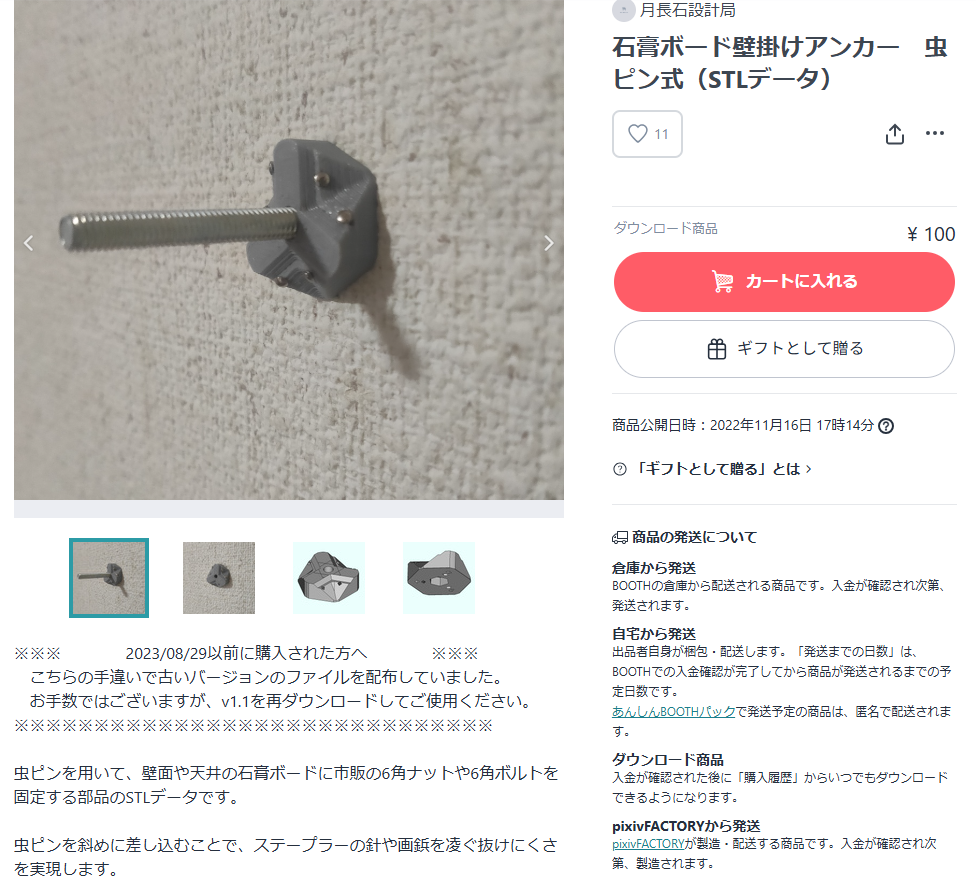 月長石設計局
石膏ボード壁掛けアンカー　虫
ピン式（STLデータ）
11
ダウンロード商品
¥ 100
カートに入れる
ギフトとして贈る
商品公開日時：2022年11月16日 17時14分
「ギフトとして贈る」とは
商品の発送について
倉庫から発送
BOOTHの倉庫から配送される商品です。入金が確認され次第、
発送されます。
自宅から発送
出品者自身が梱包・配送します。「発送までの日数」は、
BOOTHでの入金確認が完了してから商品が発送されるまでの予
定日数です。
あんしんBOOTHパックで発送予定の商品は、匿名で配送されま
す。
ダウンロード商品
入金が確認された後に「購入履歴」からいつでもダウンロード
できるようになります。
pixivFACTORYから発送
pixivFACTORYが製造・配送する商品です。入金が確認され次
第、製造されます。
※※※　　　　2023/08/29以前に購入された方へ　　　　※※※
　こちらの手違いで古いバージョンのファイルを配布していました。
　お手数ではございますが、v1.1を再ダウンロードしてご使用ください。
※※※※※※※※※※※※※※※※※※※※※※※※※※※※※※
虫ピンを用いて、壁面や天井の石膏ボードに市販の6角ナットや6角ボルトを
固定する部品のSTLデータです。
虫ピンを斜めに差し込むことで、ステープラーの針や画鋲を凌ぐ抜けにくさ
を実現します。